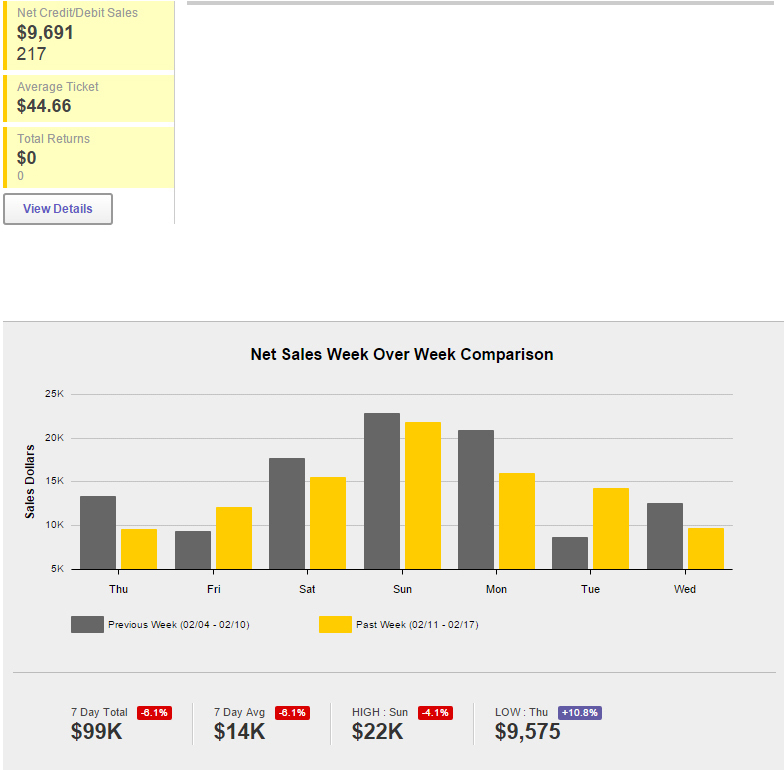 Net Credit/Debit Sales
$9,691
217
Average Ticket
$44.66
Total Returns
$0
0
View Details
Net Sales Week Over Week Comparison
Sales Dollars
25K
20K
15K
10K
5K
Thu Fri Sat Sun Mon Tue Wed
Previous Week (02/04 - 02/10) Past Week (02/11 - 02/17)
7 Day Total -6.1% 7 Day Avg -6.1% HIGH : Sun -4.1% LOW : Thu +10.8%
$99K $14K $22K $9,575